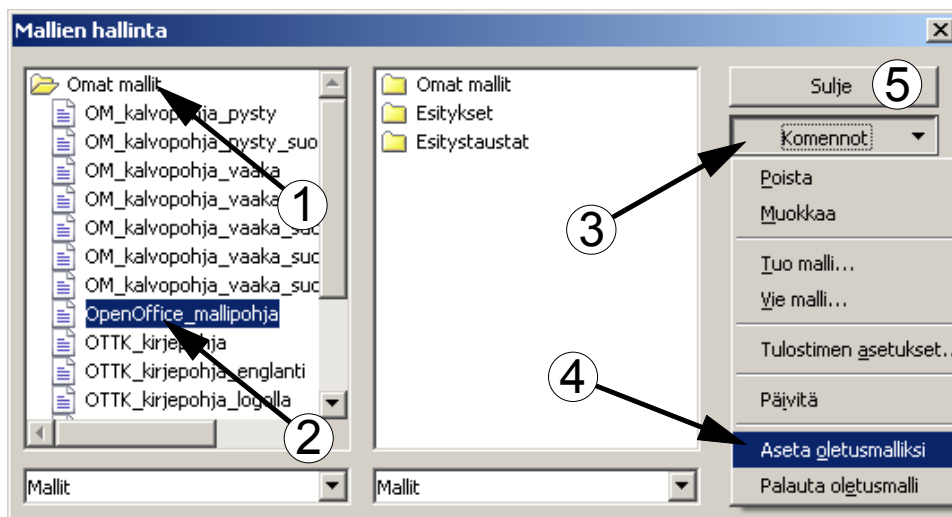 Mallien hallinta
Omat mallit
OM_kalvopohja_pysty
OM_kalvopohja_pysty_suo
OM_kalvopohja_vaaka
OM_kalvopohja_vaaka
OM_kalvopohja_vaaka_suo
OM_kalvopohja_vaaka_suo
OM_kalvopohja_vaaka_suo
OpenOffice_mallipohja
OTTK_kirjepohja
OTTK_kirjepohja_englanti
OTTK_kirjepohja_logolla
Mallit
1
2
Omat mallit
Esitykset
Esitystaustat
Mallit
3
4
Sulje
5
Komennot
Poista
Muokkaa
Tuo malli...
Vie malli...
Tulostimen asetukset..
Päivitä
Aseta oletusmalliksi
Palauta oletusmalli